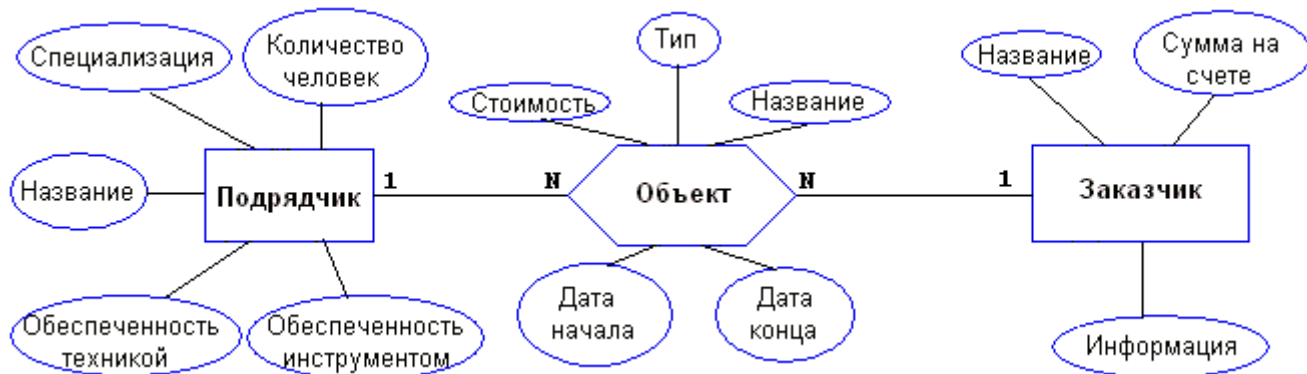 Специализация
Количество
человек
Тип
Название
Сумма на
счете
Стоимость
Название
Название
Подрядчик
1
N
Объект
N
1
Заказчик
Обеспеченность
техникой
Обеспеченность
инструментом
Дата
начала
Дата
конца
Информация